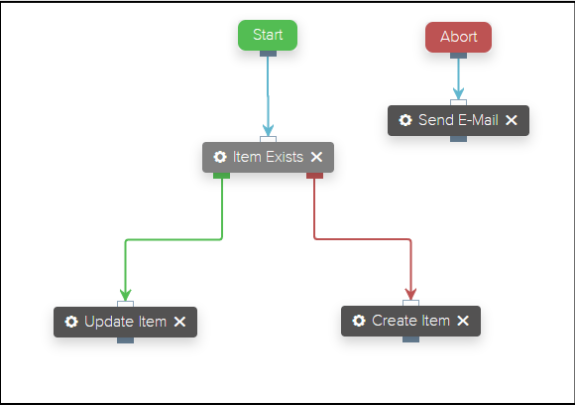 Start
Abort
Send E-Mail
Item Exists
Update Item
Create Item